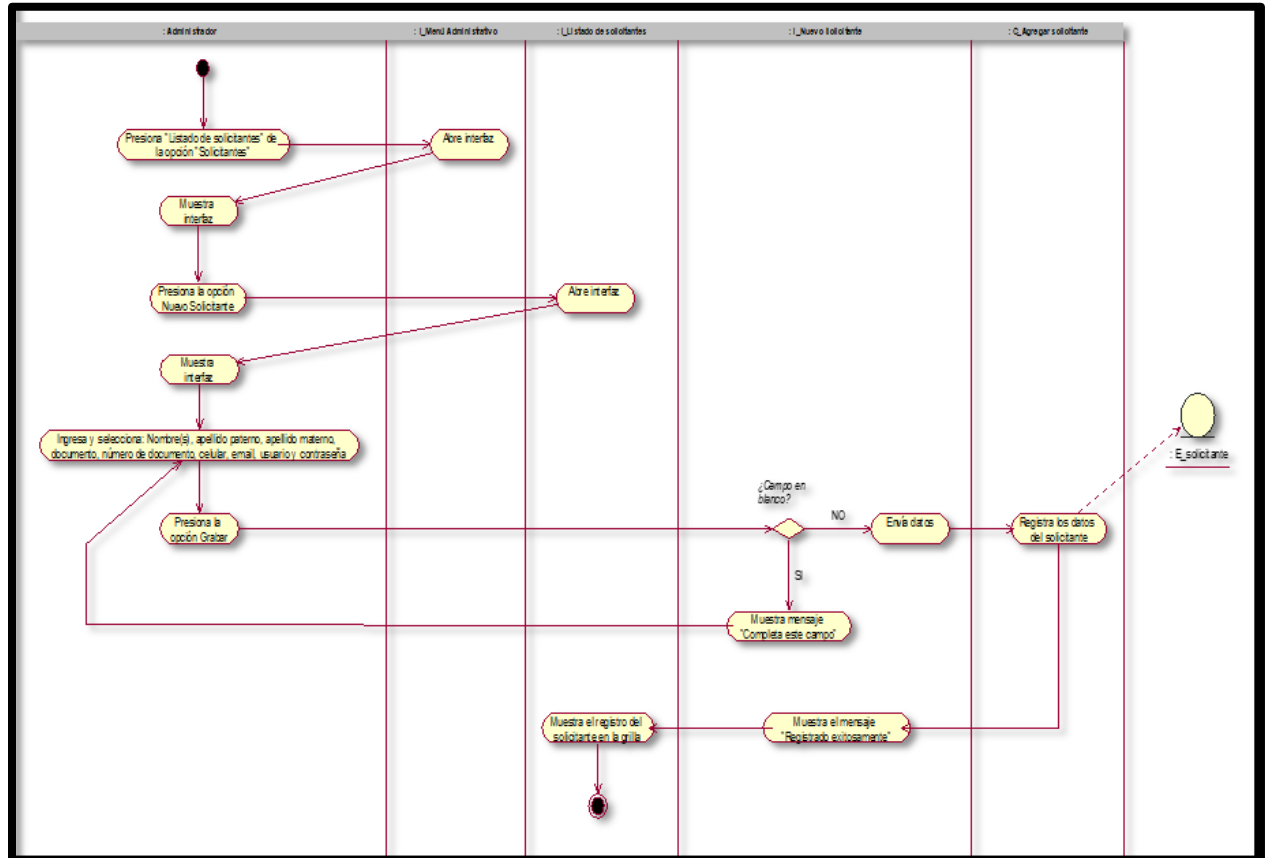 : Administrador
: I_Menú Administrativo
: I_Listado de solicitantes
: I_Nuevo Solicitante
: C_Agregar solicitante
Presiona "Listado de solicitantes" de
la opción "Solicitantes"
Abre interfaz
Muestra
interfaz
Presiona la opción
Nuevo Solicitante
Abre interfaz
Muestra
interfaz
Ingresa y selecciona: Nombre(s), apellido paterno, apellido materno,
documento, número de documento, celular, email, usuario y contraseña
: E_solicitante
¿Campo en
blanco?
Presiona la
opción Grabar
NO
Envía datos
Registra los datos
del solicitante
SI
Muestra mensaje
"Completa este campo"
Muestra el registro del
solicitante en la grilla
Muestra el mensaje
"Registrado exitosamente"